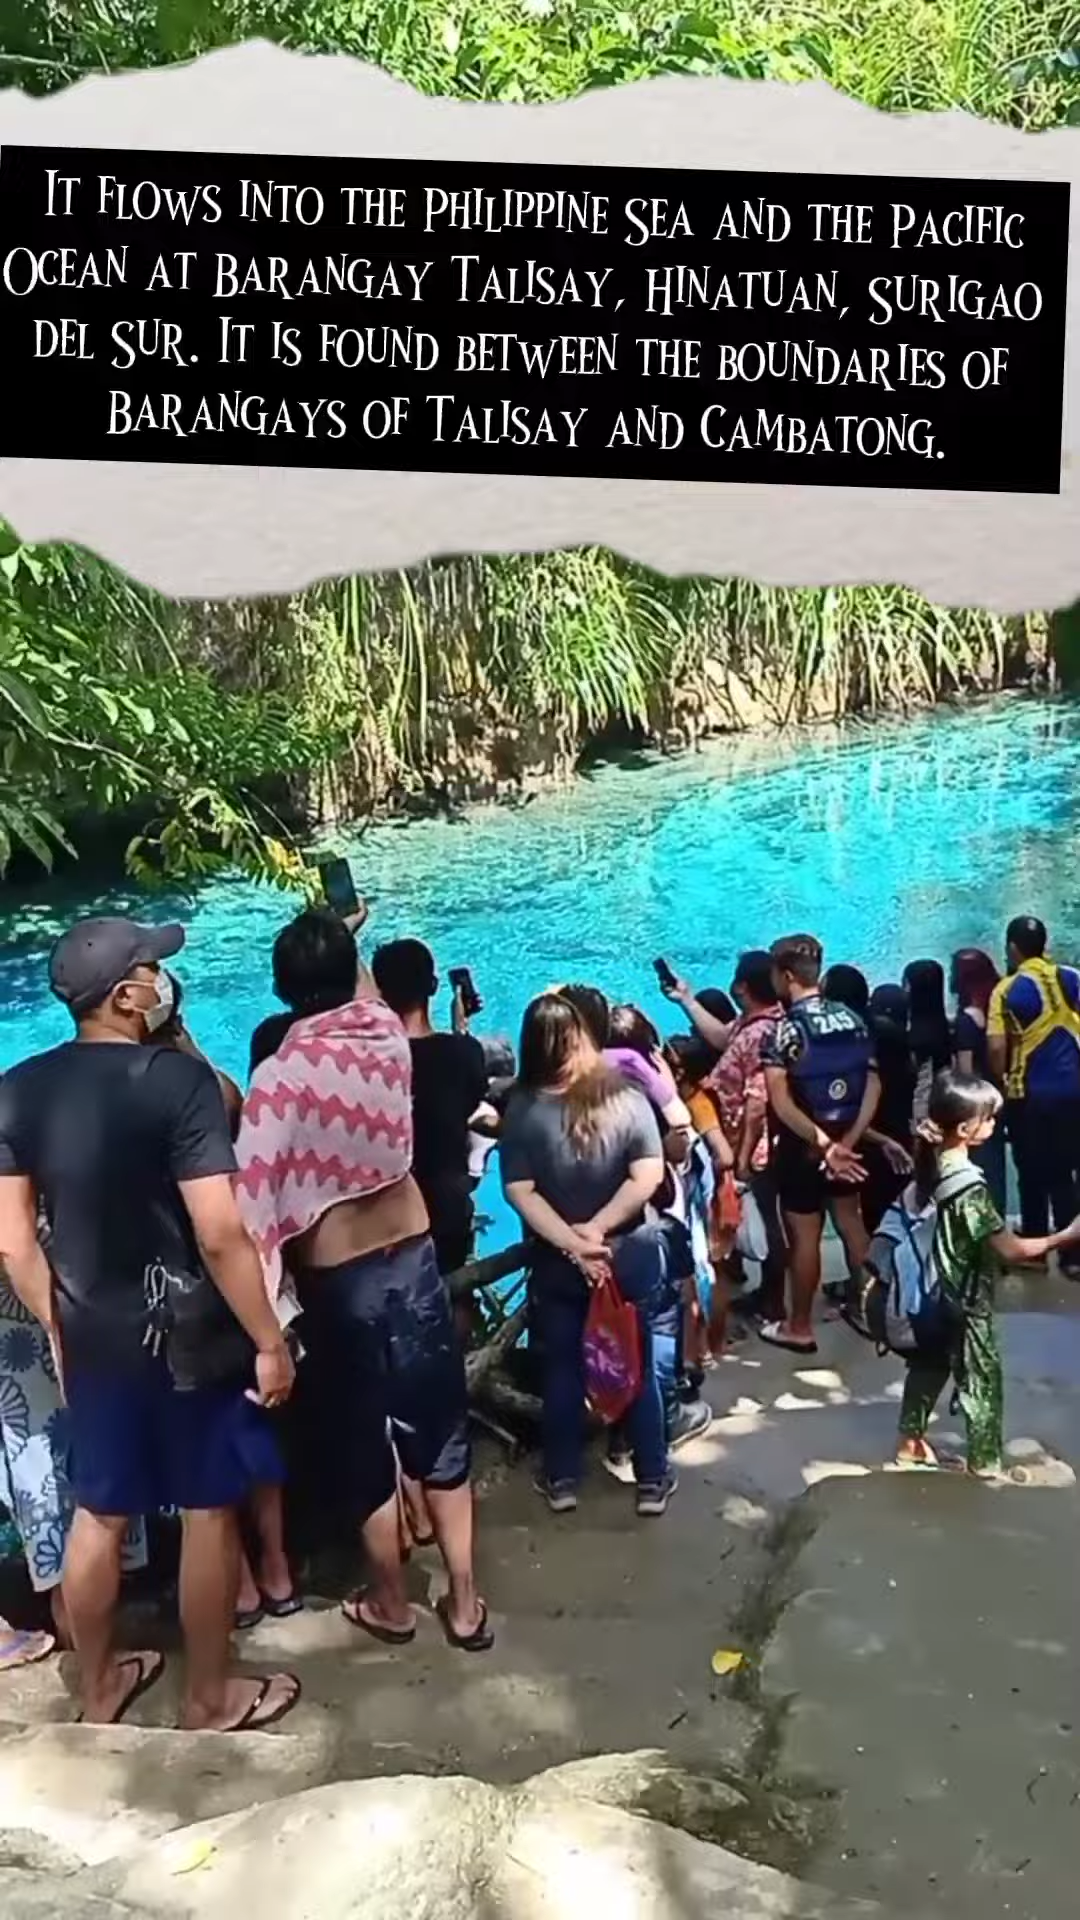 It flows into the Philippine Sea and the Pacific
Ocean at Barangay Talisay, Hinatuan, Surigao
del Sur. It is found between the boundaries of
Barangays of Talisay and Cambatong.
245